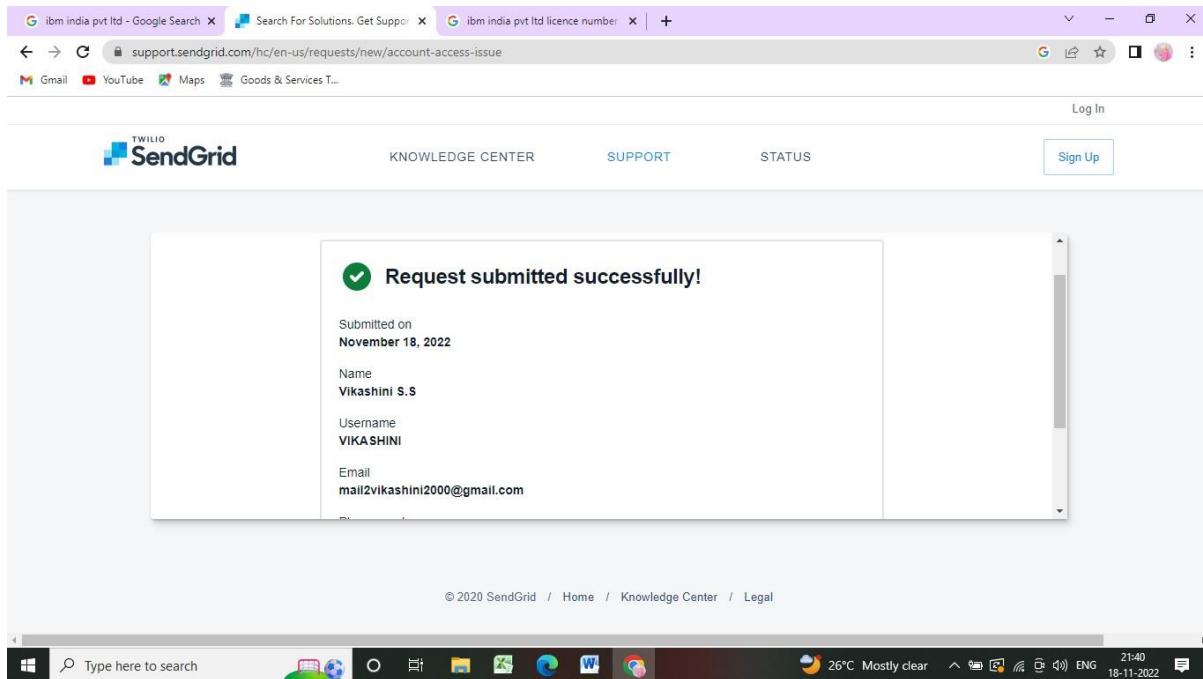 ibm india pvt ltd - Google Search
Search For Solutions. Get Suppor
ibm india pvt ltd licence number
support.sendgrid.com/hc/en-us/requests/new/account-access-issue
Gmail YouTube Maps Goods & Services T...
Log In
TWILIO
SendGrid
KNOWLEDGE CENTER SUPPORT STATUS
Sign Up
Request submitted successfully!
Submitted on
November 18, 2022
Name
Vikashini S.S
Username
VIKASHINI
Email
mail2vikashini2000@gmail.com
© 2020 SendGrid / Home / Knowledge Center / Legal
Type here to search
26°C Mostly clear
ENG
21:40
18-11-2022